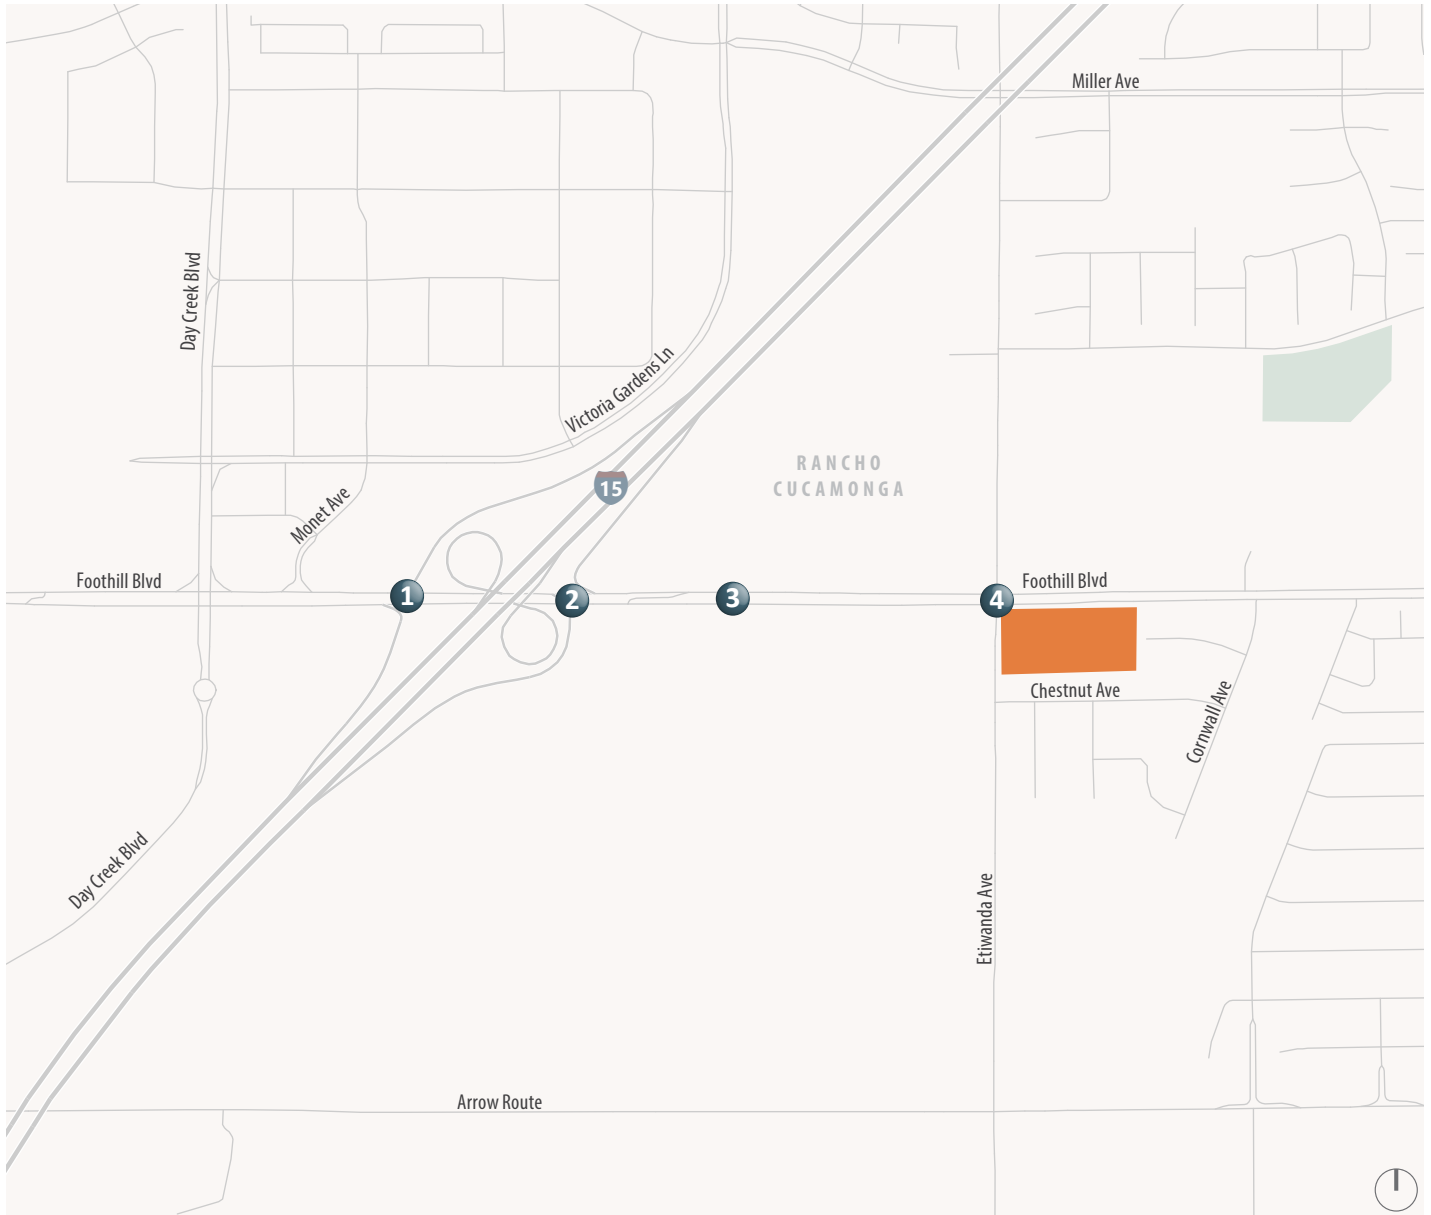 Miller Ave
Day Creek Blvd
Victoria Gardens Ln
RANCHO
CUCAMONGA
15
Monet Ave
Foothill Blvd
Foothill Blvd
1
2
3
4
Chestnut Ave
Cornwall Ave
Day Creek Blvd
Etiwanda Ave
Arrow Route